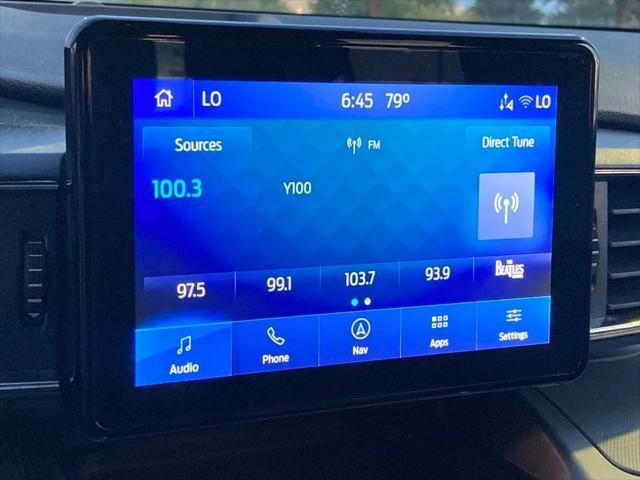 LO 6:45 79º LO
Sources FM Direct Tune
100.3 Y100
97.5 99.1 103.7 93.9 THE BEATLES
Audio Phone Nav Apps Settings